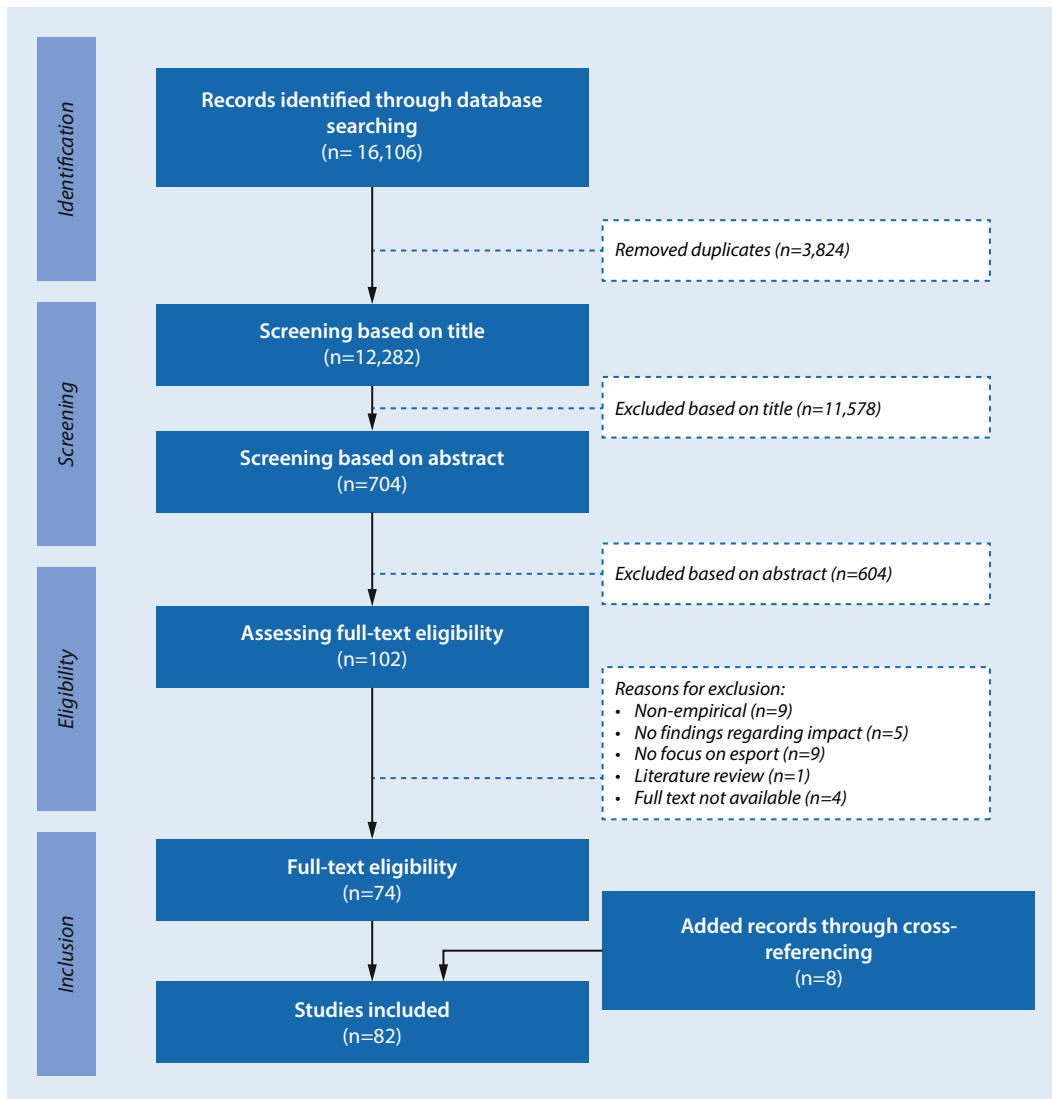 Identification
Records identified through database
searching
(n= 16,106)
Removed duplicates (n=3,824)
Screening
Screening based on title
(n=12,282)
Excluded based on title (n=11,578)
Screening based on abstract
(n=704)
Excluded based on abstract (n=604)
Eligibility
Assessing full-text eligibility
(n=102)
Reasons for exclusion:
• Non-empirical (n=9)
• No findings regarding impact (n=5)
• No focus on esport (n=9)
• Literature review (n=1)
• Full text not available (n=4)
Inclusion
Full-text eligibility
(n=74)
Added records through cross-
referencing
(n=8)
Studies included
(n=82)